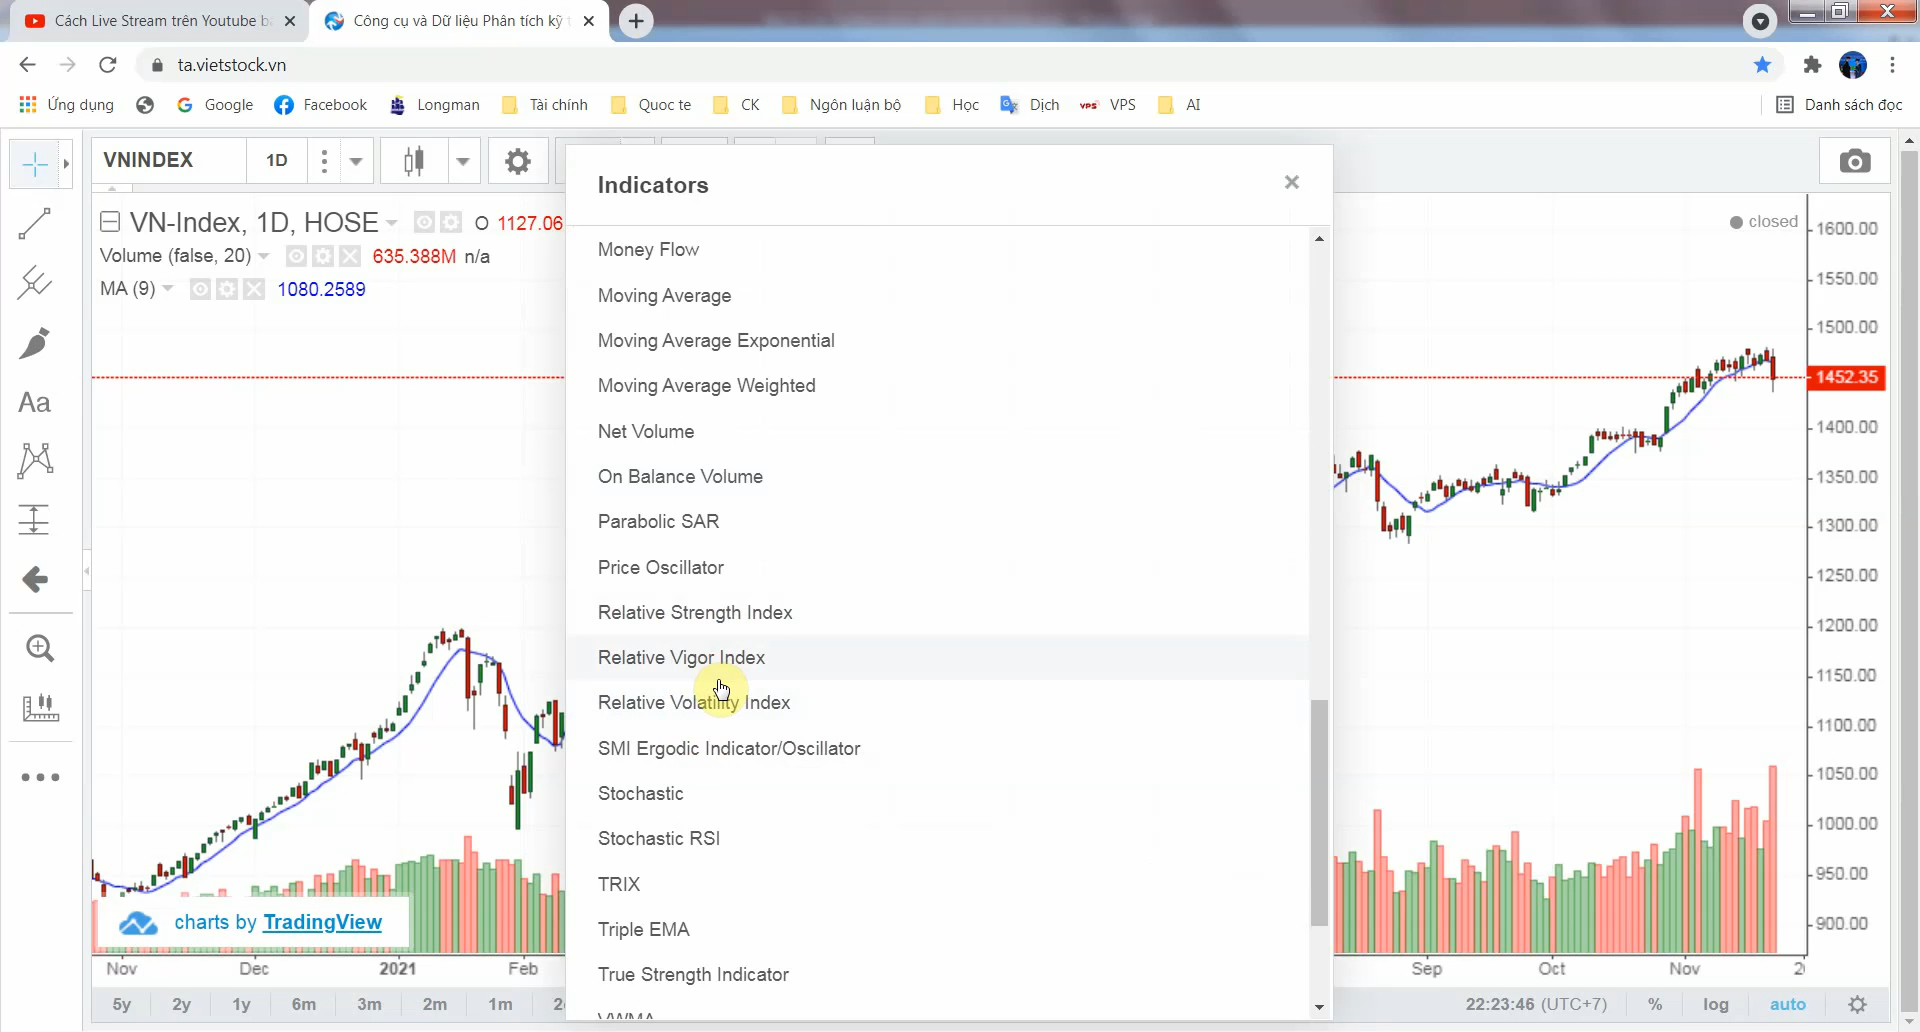 Cách Live Stream trên Youtube b
Công cụ và Dữ liệu Phân tích kỹ t
ta.vietstock.vn
Ứng dụng
Google
Facebook
Longman
Tài chính
Quoc te
CK
Ngôn luận bộ
Học
Dịch
VPS VPS
AI
Danh sách đọc
VNINDEX
1D
Indicators
VN-Index, 1D, HOSE
O 1127.06
closed
Volume (false, 20)
635.388M n/a
MA (9)
1080.2589
Aa
Money Flow
Moving Average
Moving Average Exponential
Moving Average Weighted
Net Volume
On Balance Volume
Parabolic SAR
Price Oscillator
Relative Strength Index
Relative Vigor Index
Relative Volatility Index
SMI Ergodic Indicator/Oscillator
Stochastic
Stochastic RSI
TRIX
Triple EMA
True Strength Indicator
VWMA
1600.00
1550.00
1500.00
1452.35
1400.00
1350.00
1300.00
1250.00
1200.00
1150.00
1100.00
1050.00
1000.00
950.00
900.00
charts by TradingView
Nov
Dec
2021
Feb
Sep
Oct
Nov
5y
2y
1y
6m
3m
2m
1m
22:23:46 (UTC+7)
%
log
auto